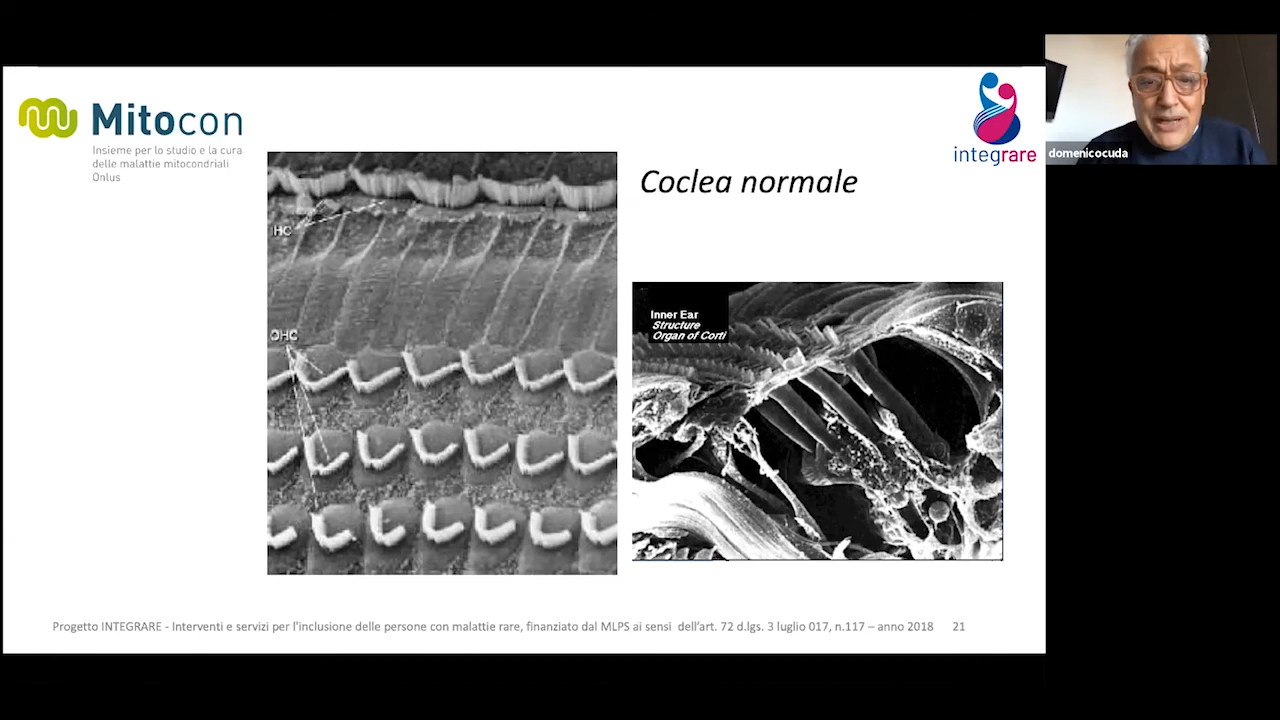 Mitocon
Insieme per lo studio e la cura
delle malattie mitocondriali
Onlus
integrare
domenicocuda
Coclea normale
IHC
OHC
Inner Ear
Structure
Organ of Corti
Progetto INTEGRARE - Interventi e servizi per l'inclusione delle persone con malattie rare, finanziato dal MLPS ai sensi dell'art. 72 d.lgs. 3 luglio 017, n.117 – anno 2018 21